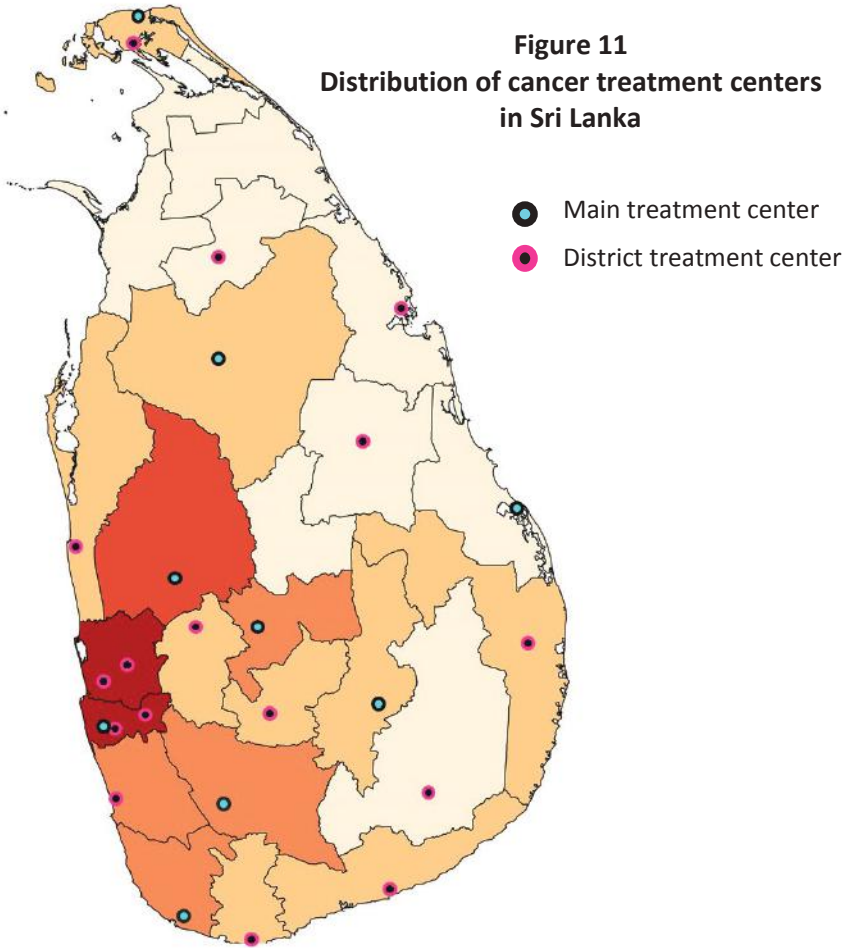 Figure 11
Distribution of cancer treatment centers
in Sri Lanka
Main treatment center
District treatment center